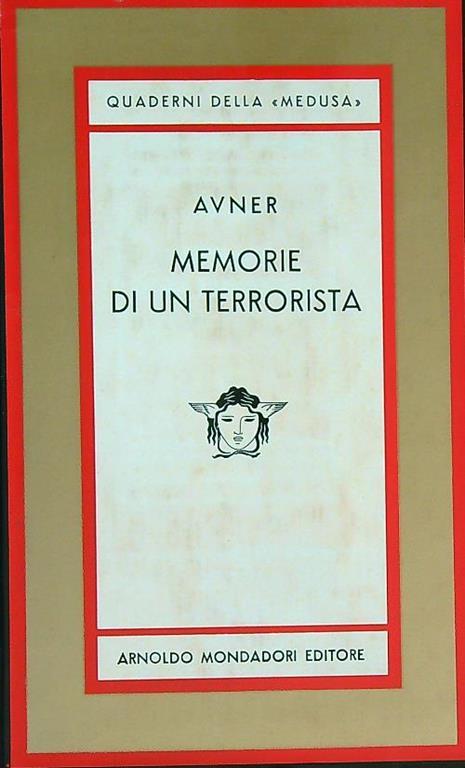 QUADERNI DELLA «MEDUSA»
AVNER
MEMORIE
DI UN TERRORISTA
ARNOLDO MONDADORI EDITORE